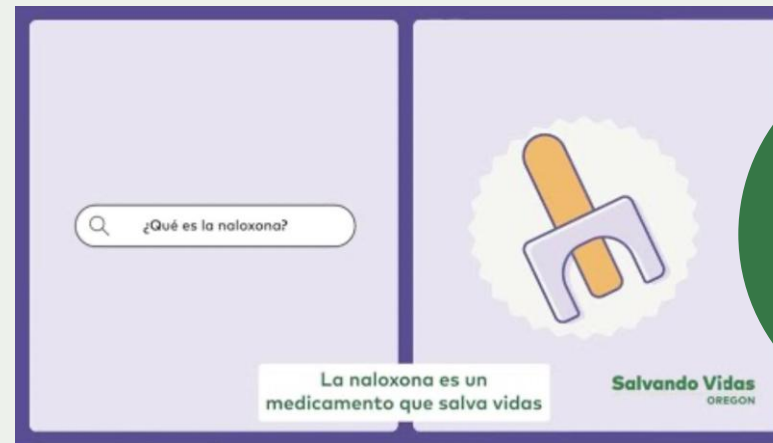 ¿Qué es la naloxona?
La naloxona es un
medicamento que salva vidas
Salvando Vidas
OREGON